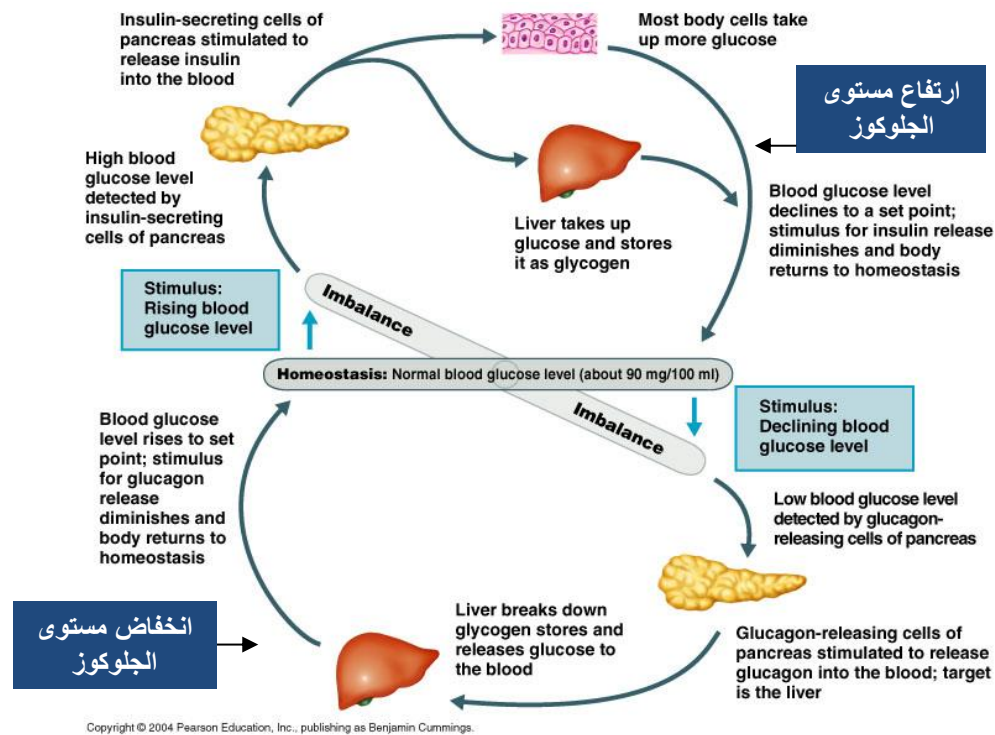 Insulin-secreting cells of
pancreas stimulated to
release insulin
into the blood
Most body cells take
up more glucose
ارتفاع مستوى
الجلوكوز
High blood
glucose level
detected by
insulin-secreting
cells of pancreas
Liver takes up
glucose and stores
it as glycogen
Blood glucose level
declines to a set point;
stimulus for insulin release
diminishes and body
returns to homeostasis
Stimulus:
Rising blood
glucose level
Imbalance
Homeostasis: Normal blood glucose level (about 90 mg/100 ml)
Imbalance
Stimulus:
Declining blood
glucose level
Blood glucose
level rises to set
point; stimulus
for glucagon
release
diminishes and
body returns to
homeostasis
Low blood glucose level
detected by glucagon-
releasing cells of pancreas
انخفاض مستوى
الجلوكوز
Liver breaks down
glycogen stores and
releases glucose to
the blood
Glucagon-releasing cells of
pancreas stimulated to release
glucagon into the blood; target
is the liver
Copyright © 2004 Pearson Education, Inc., publishing as Benjamin Cummings.